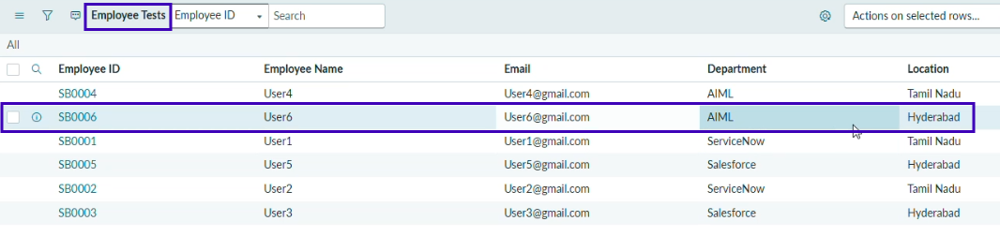 Employee Tests Employee ID Search Actions on selected rows...
All
Employee ID Employee Name Email Department Location
SB0004 User4 User4@gmail.com AIML Tamil Nadu
SB0006 User6 User6@gmail.com AIML Hyderabad
SB0001 User1 User1@gmail.com ServiceNow Tamil Nadu
SB0005 User5 User5@gmail.com Salesforce Hyderabad
SB0002 User2 User2@gmail.com ServiceNow Tamil Nadu
SB0003 User3 User3@gmail.com Salesforce Hyderabad